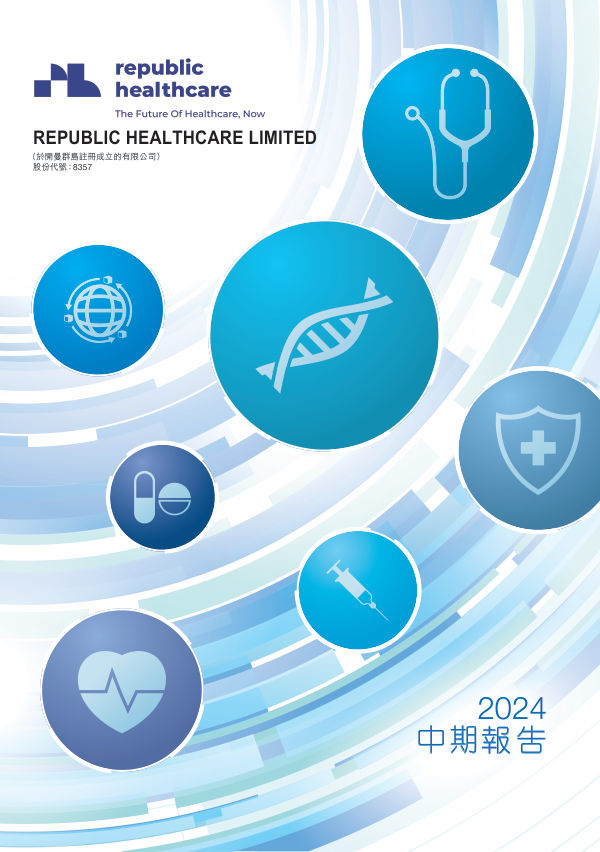 republic
healthcare
The Future Of Healthcare, Now
REPUBLIC HEALTHCARE LIMITED
(於開曼群島註冊成立的有限公司)
股份代號：8357
2024
中期報告